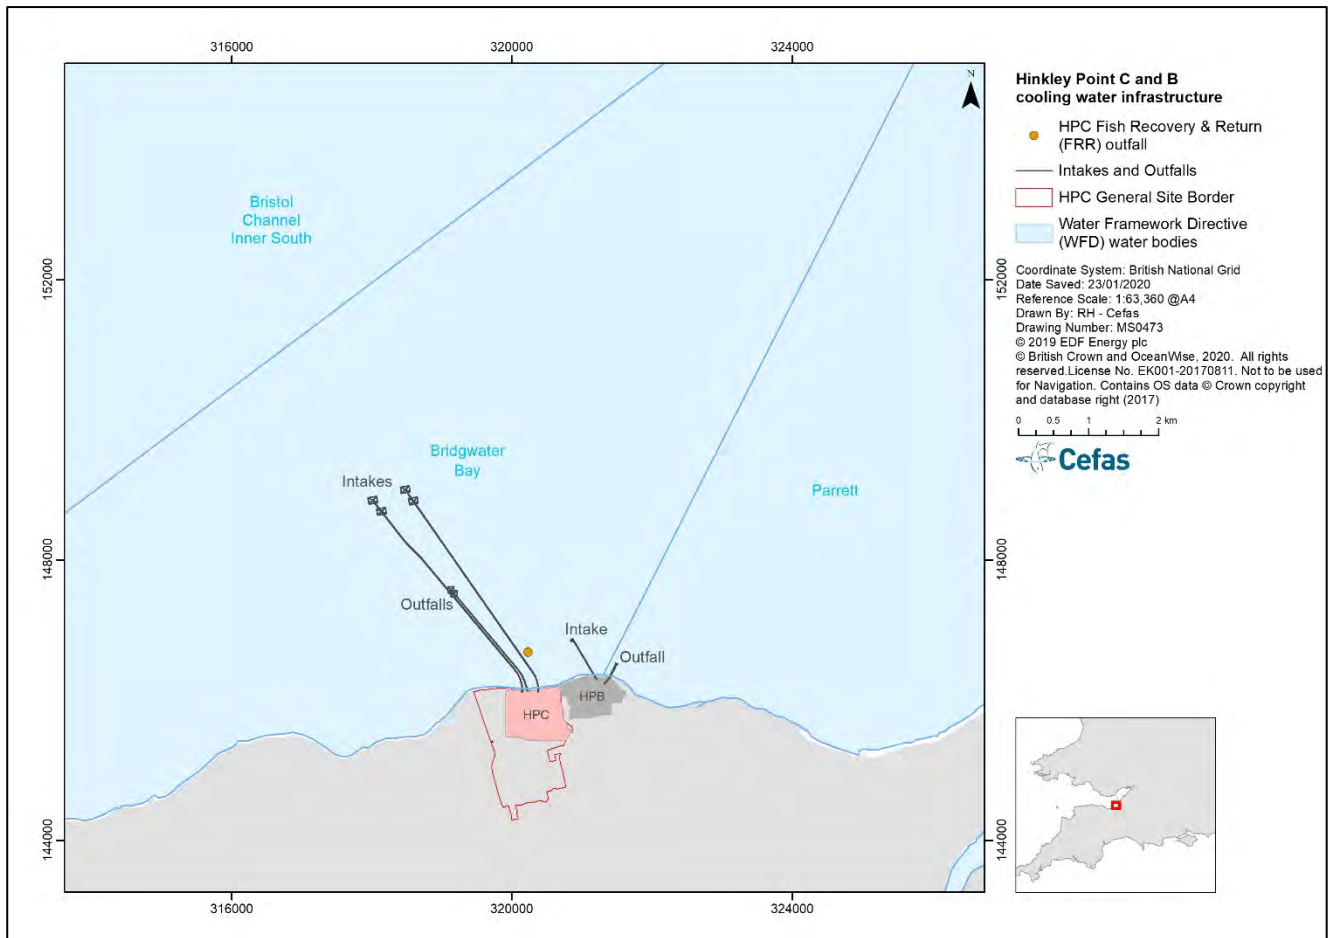 316000
320000
324000
N
Hinkley Point C and B
cooling water infrastructure
HPC Fish Recovery & Return
(FRR) outfall
Intakes and Outfalls
HPC General Site Border
Water Framework Directive
(WFD) water bodies
Bristol
Channel
Inner South
152000
152000
Coordinate System: British National Grid
Date Saved: 23/01/2020
Reference Scale: 1:63,360 @A4
Drawn By: RH - Cefas
Drawing Number: MS0473
© 2019 EDF Energy plc
© British Crown and OceanWise, 2020. All rights
reserved.License No. EK001-20170811. Not to be used
for Navigation. Contains OS data © Crown copyright
and database right (2017)
0 0.5 1 2 km
Cefas
Bridgwater
Bay
Intakes
Parrett
148000
148000
Outfalls
Intake
Outfall
HPB
HPC
144000
144000
316000
320000
324000